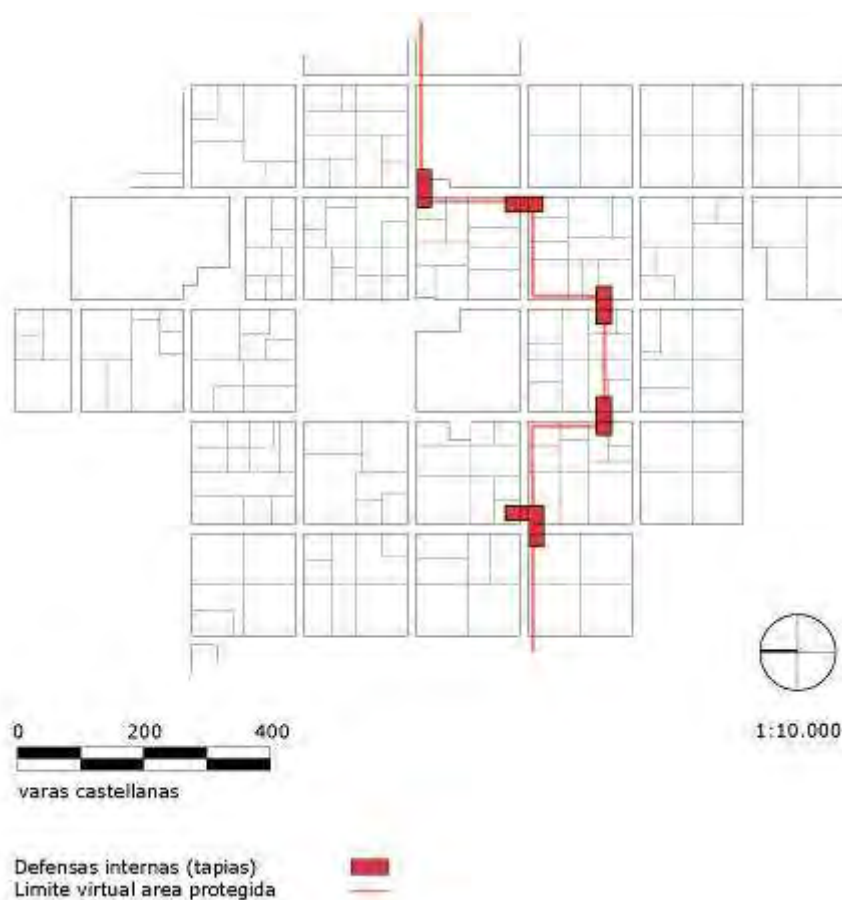 0 200 400
varas castellanas
1:10.000
Defensas internas (tapias)
Limite virtual area protegida